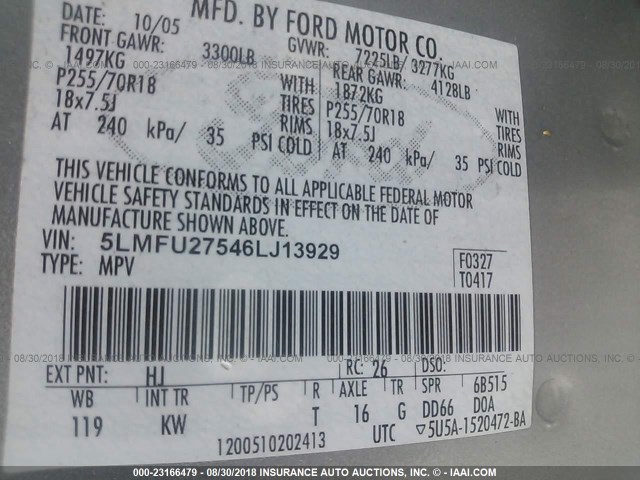 DATE: 10/05 MFD. BY FORD MOTOR CO.
FRONT GAWR: 3300LB GVWR: 7225LB/ 3277KG
1497KG REAR GAWR: 4128LB
P255/70R18 WITH 1872KG
18x7.5J TIRES P255/70R18 WITH
RIMS 18x7.5J TIRES
AT 240 kPa/ 35 PSI COLD RIMS
AT 240 kPa/ 35 PSI COLD
THIS VEHICLE CONFORMS TO ALL APPLICABLE FEDERAL MOTOR
VEHICLE SAFETY STANDARDS IN EFFECT ON THE DATE OF
MANUFACTURE SHOWN ABOVE.
VIN: 5LMFU27546LJ13929
TYPE: MPV
F0327
T0417
EXT PNT: HJ RC: 26 DSO:
WB INT TR TP/PS R AXLE TR SPR 6B515
119 KW T 16 G DD66 DOA
1200510202413 UTC ▽5U5A-1520472-BA
000-23166479 - 08/30/2018 INSURANCE AUTO AUCTIONS, INC. - IAAI.COM